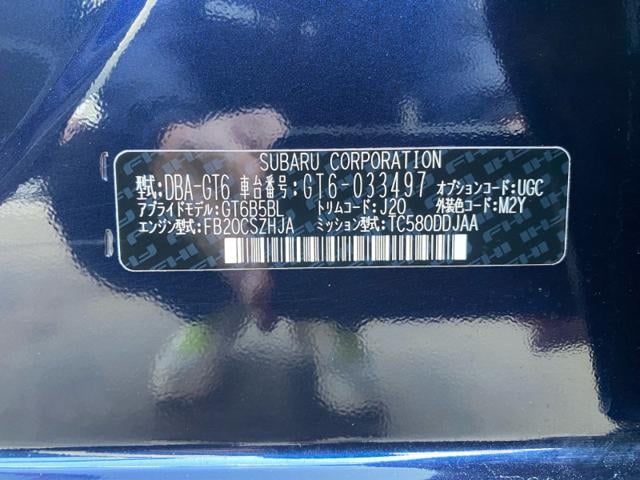 SUBARU CORPORATION
型式:DBA-GT6 車台番号:GT6-033497 オプションコード:UGC
アプライドモデル:GT6B5BL トリムコード:J20 外装色コード:M2Y
エンジン型式:FB20CSZHJA ミッション型式:TC580DDJAA